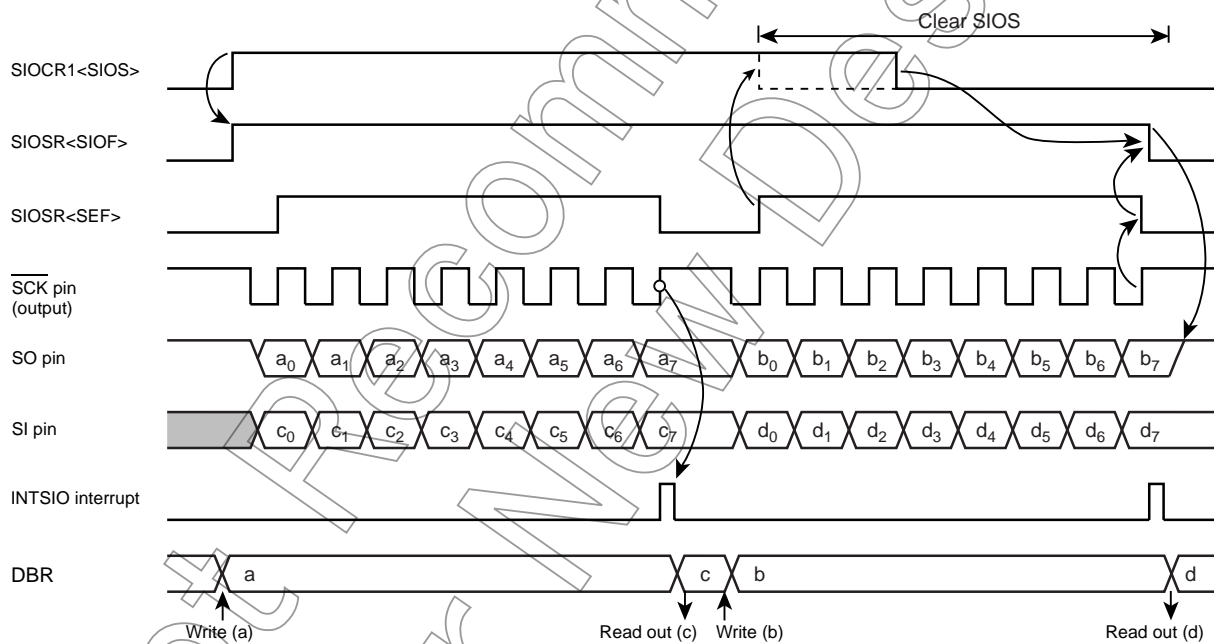 Clear SIOS
SIOCR1<SIOS>
SIOSR<SIOF>
SIOSR<SEF>
SCK pin
(output)
SO pin
a0 a1 a2 a3 a4 a5 a6 a7 b0 b1 b2 b3 b4 b5 b6 b7
SI pin
c0 c1 c2 c3 c4 c5 c6 c7 d0 d1 d2 d3 d4 d5 d6 d7
INTSIO interrupt
DBR a c b d
Write (a) Read out (c) Write (b) Read out (d)